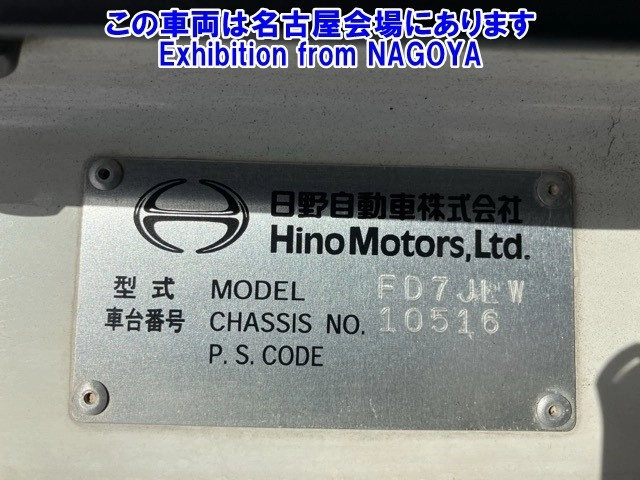 この車両は名古屋会場にあります
Exhibition from NAGOYA
日野自動車株式会社
Hino Motors, Ltd.
型式 MODEL FD7JLW
車台番号 CHASSIS NO. 10516
P. S. CODE